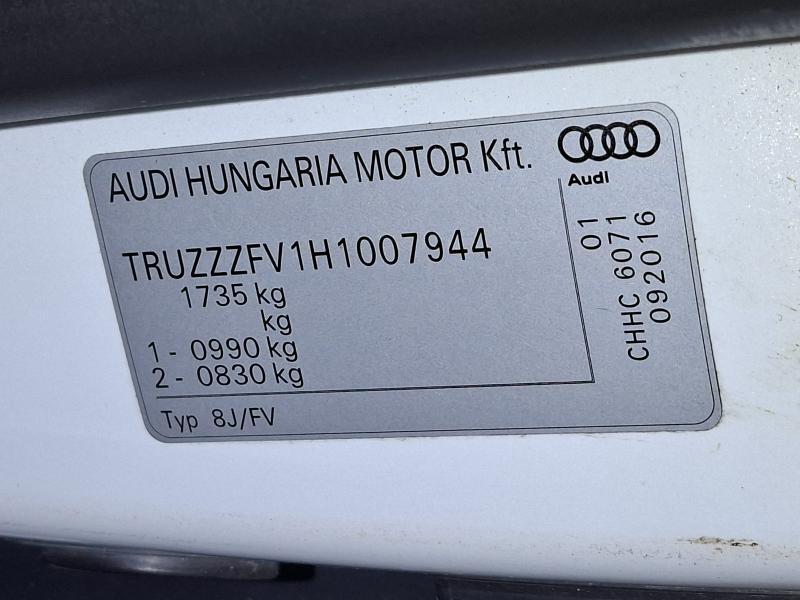 AUDI HUNGARIA MOTOR Kft.
Audi
TRUZZZFV1H1007944
1735 kg
kg
1 - 0990 kg
2 - 0830 kg
Typ 8J/FV
01
CHHC 6071
092016